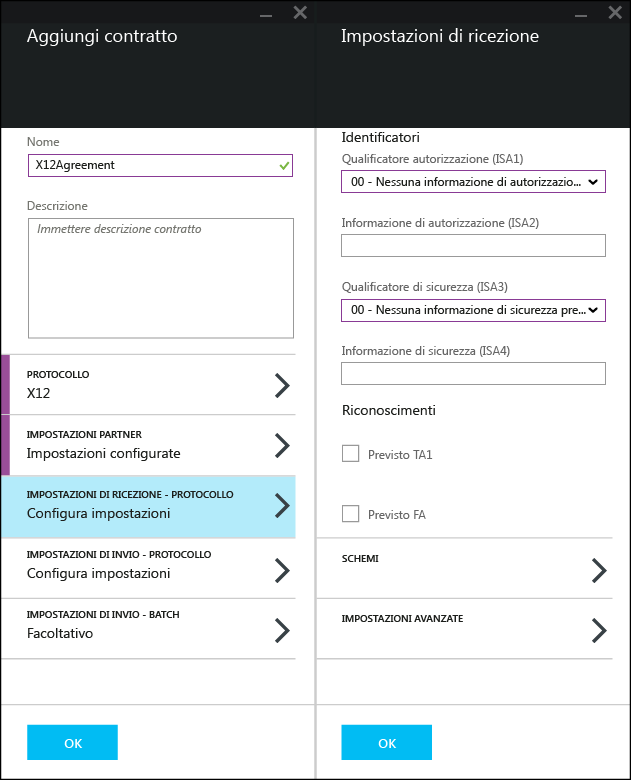 Aggiungi contratto
Nome
X12Agreement
Descrizione
Immettere descrizione contratto
PROTOCOLLO
X12
IMPOSTAZIONI PARTNER
Impostazioni configurate
IMPOSTAZIONI DI RICEZIONE - PROTOCOLLO
Configura impostazioni
IMPOSTAZIONI DI INVIO - PROTOCOLLO
Configura impostazioni
IMPOSTAZIONI DI INVIO - BATCH
Facoltativo
OK
Impostazioni di ricezione
Identificatori
Qualificatore autorizzazione (ISA1)
00 - Nessuna informazione di autorizzazio...
Informazione di autorizzazione (ISA2)
Qualificatore di sicurezza (ISA3)
00 - Nessuna informazione di sicurezza pre...
Informazione di sicurezza (ISA4)
Riconoscimenti
Previsto TA1
Previsto FA
SCHEMI
IMPOSTAZIONI AVANZATE
OK